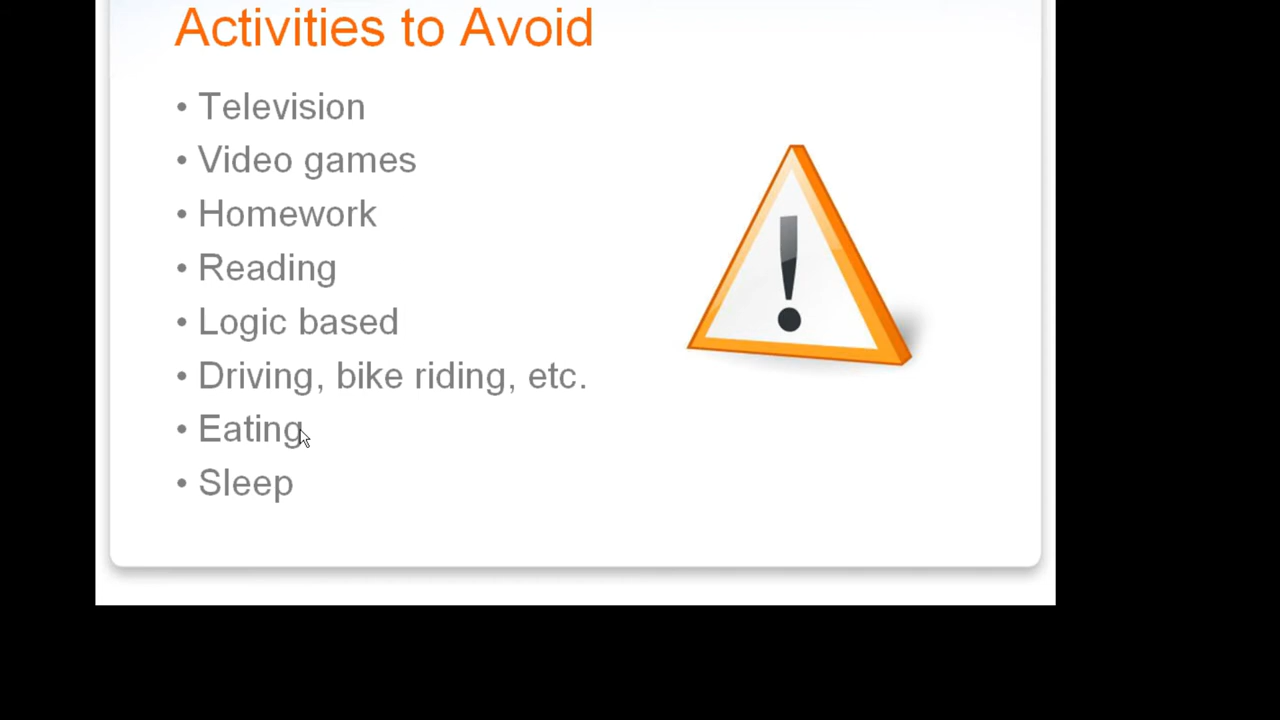 Activities to Avoid
• Television
• Video games
• Homework
• Reading
• Logic based
• Driving, bike riding, etc.
• Eating
• Sleep